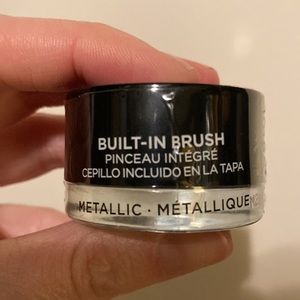 BUILT-IN BRUSH
PINCEAU INTÉGRÉ
CEPILLO INCLUIDO EN LA TAPA
METALLIC · MÉTALLIQUE